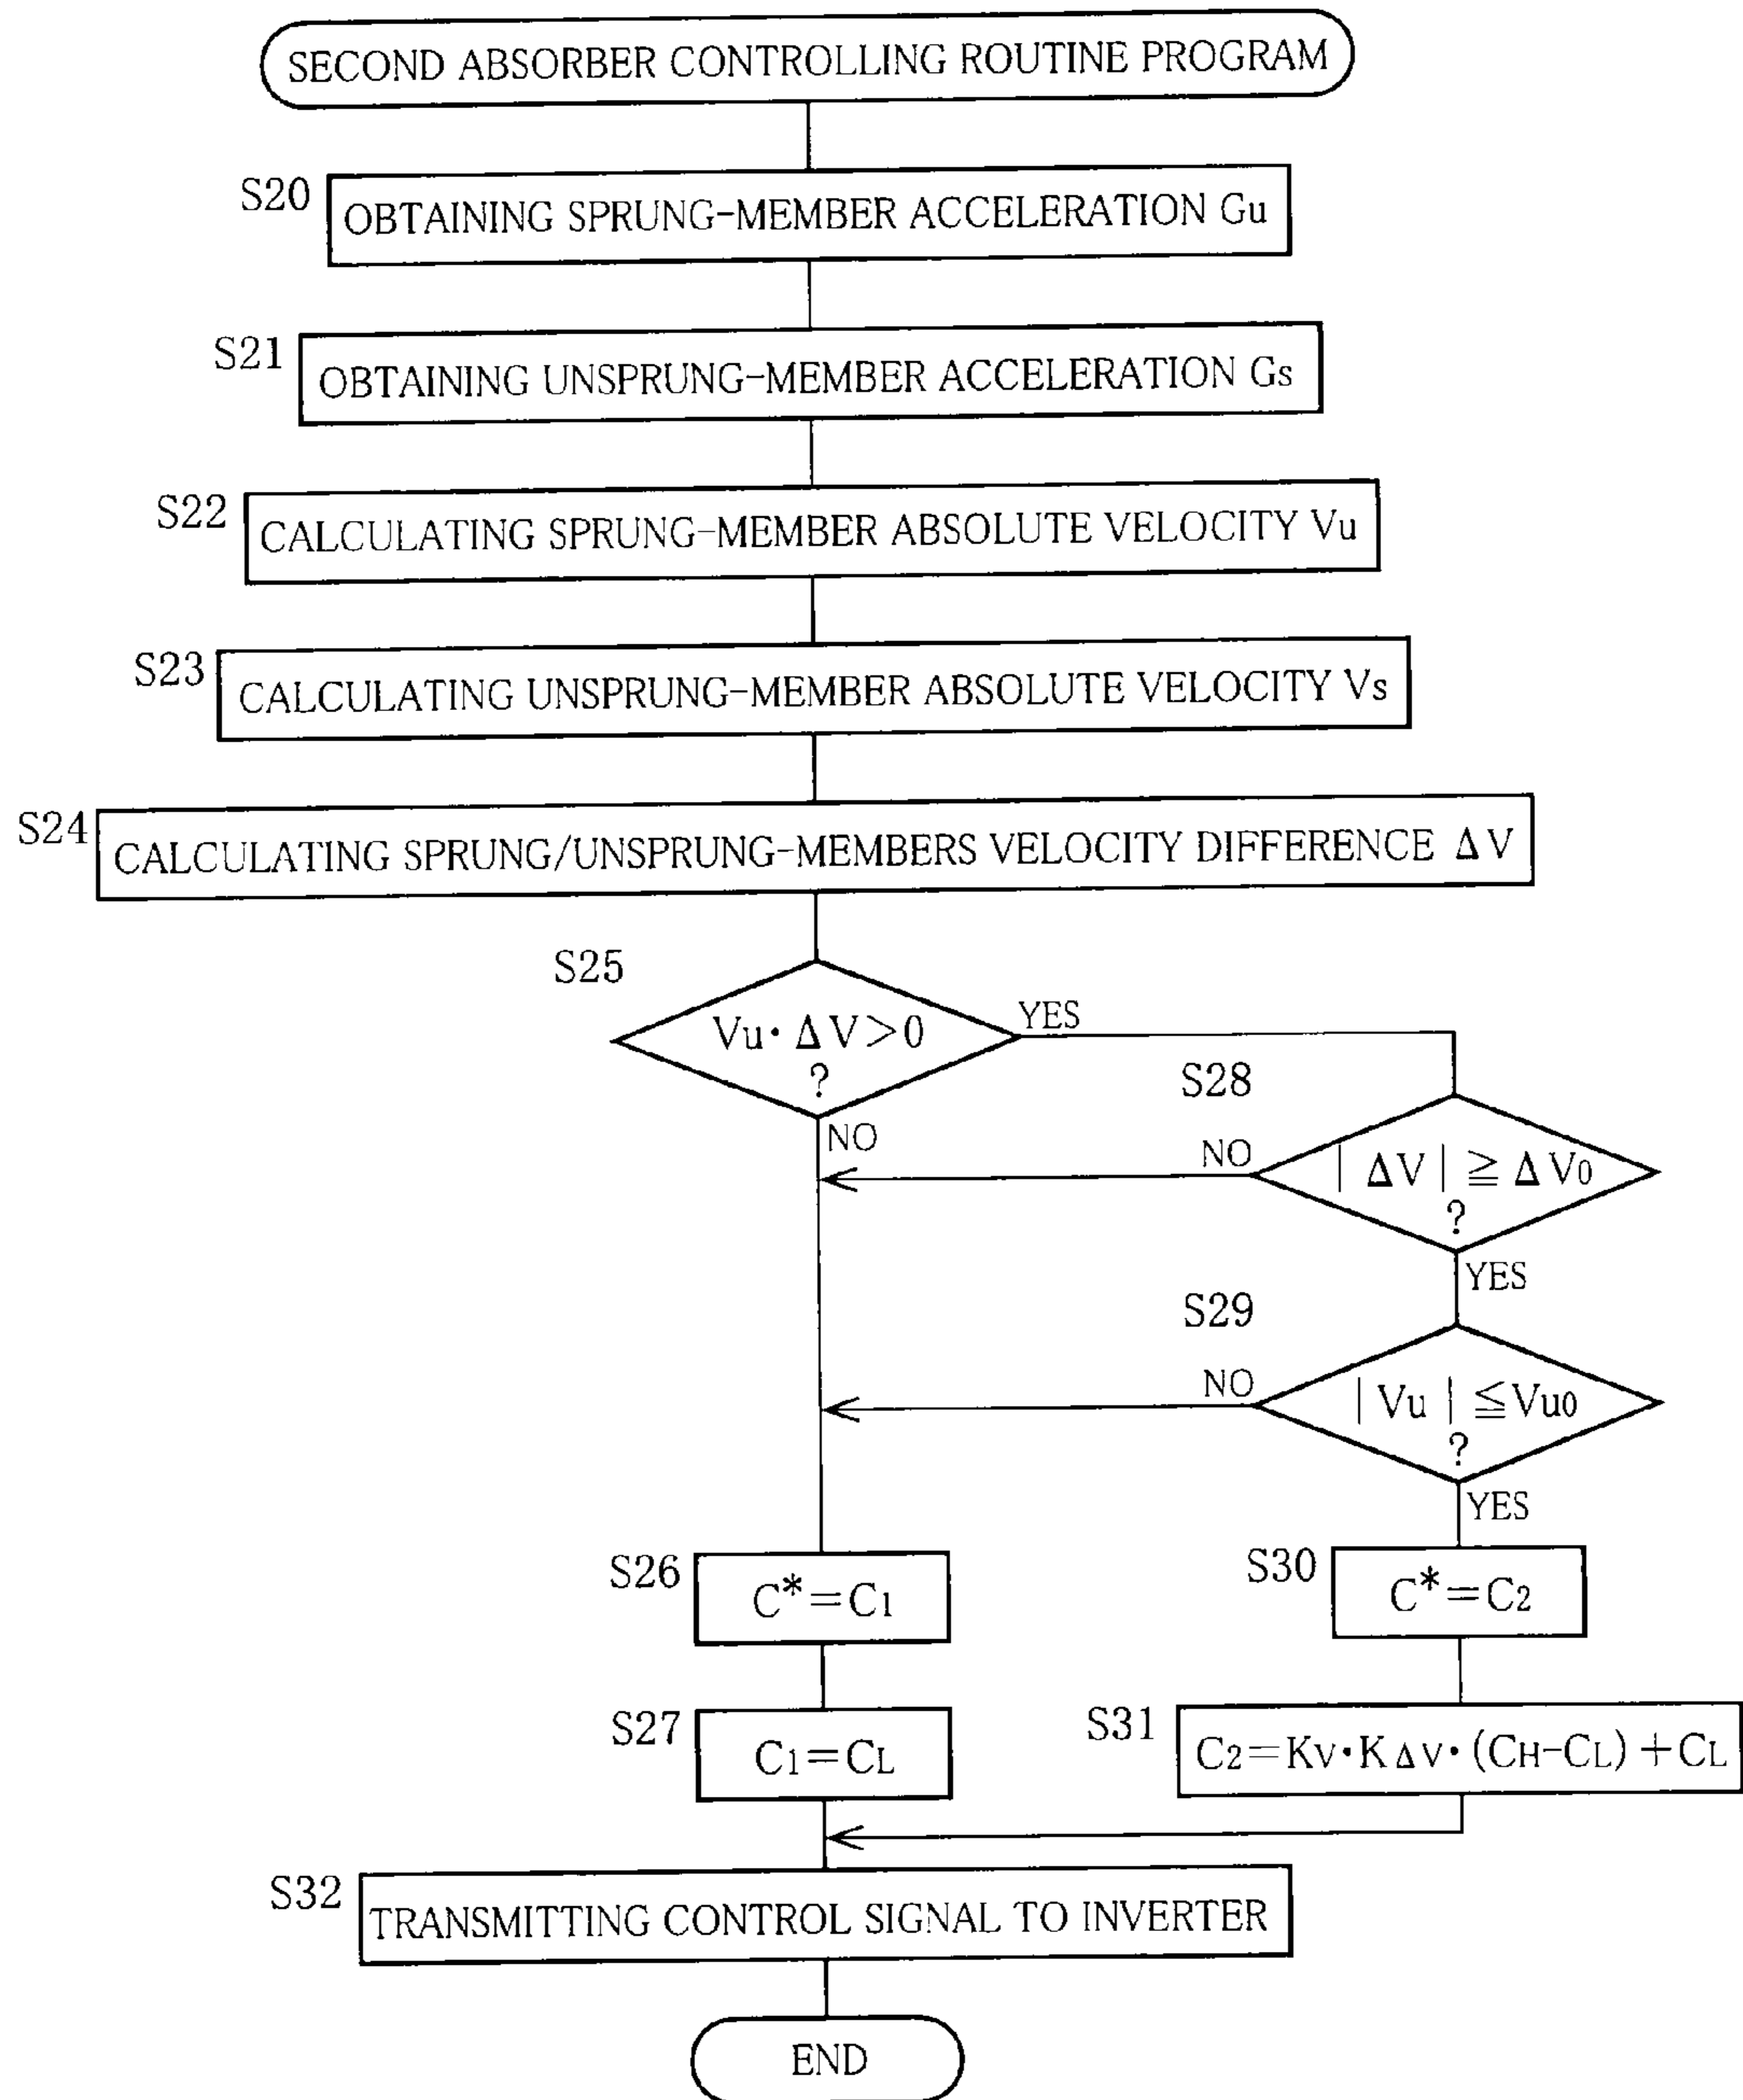 SECOND ABSORBER CONTROLLING ROUTINE PROGRAM
S20
OBTAINING SPRUNG-MEMBER ACCELERATION Gu
S21
OBTAINING UNSPRUNG-MEMBER ACCELERATION Gs
S22
CALCULATING SPRUNG-MEMBER ABSOLUTE VELOCITY Vu
S23
CALCULATING UNSPRUNG-MEMBER ABSOLUTE VELOCITY Vs
S24
CALCULATING SPRUNG/UNSPRUNG-MEMBERS VELOCITY DIFFERENCE ΔV
S25
Vu・ΔV>0
?
YES
NO
S28
|ΔV|≧ΔV0
?
NO
YES
S29
|Vu|≦Vu0
?
NO
YES
S26
C*=C1
S30
C*=C2
S27
C1=CL
S31
C2=KV・KΔV・(CH-CL)+CL
S32
TRANSMITTING CONTROL SIGNAL TO INVERTER
END